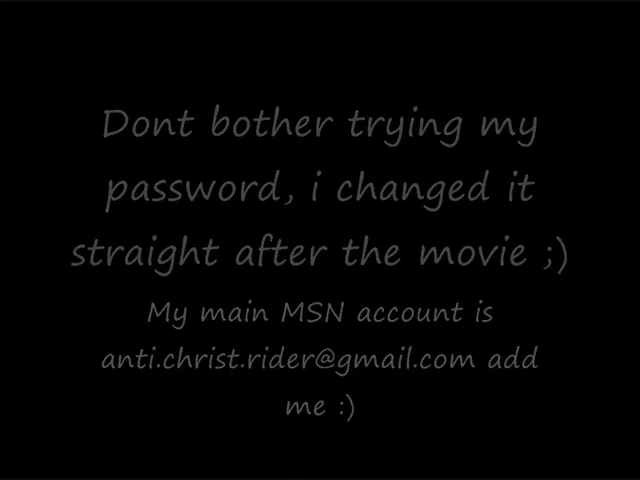 Dont bother trying my
password, i changed it
straight after the movie ;)
My main MSN account is
anti.christ.rider@gmail.com add
me :)